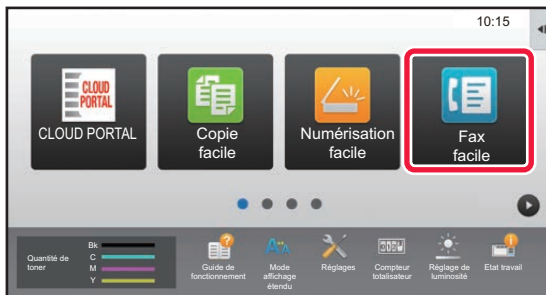 10:15
CLOUD
PORTAL
CLOUD PORTAL
Copie
facile
Numérisation
facile
Fax
facile
Quantité de
toner
Bk
C
M
Y
Guide de
fonctionnement
Mode
affichage
étendu
Réglages
Compteur
totalisateur
Réglage de
luminosité
Etat travail